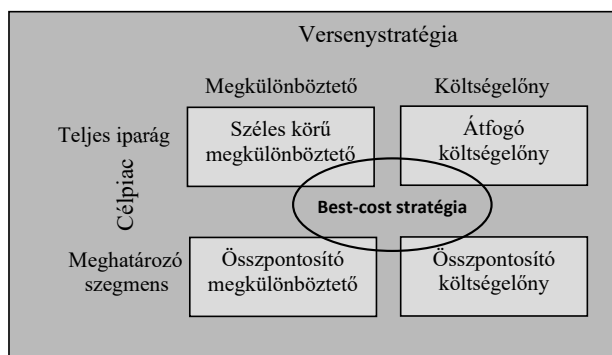 Versenystratégia
Megkülönböztető
Költségelőny
Teljes iparág
Széles körű
megkülönböztető
Átfogó
költségelőny
Célpiac
Best-cost stratégia
Meghatározó
szegmens
Összpontosító
megkülönböztető
Összpontosító
költségelőny